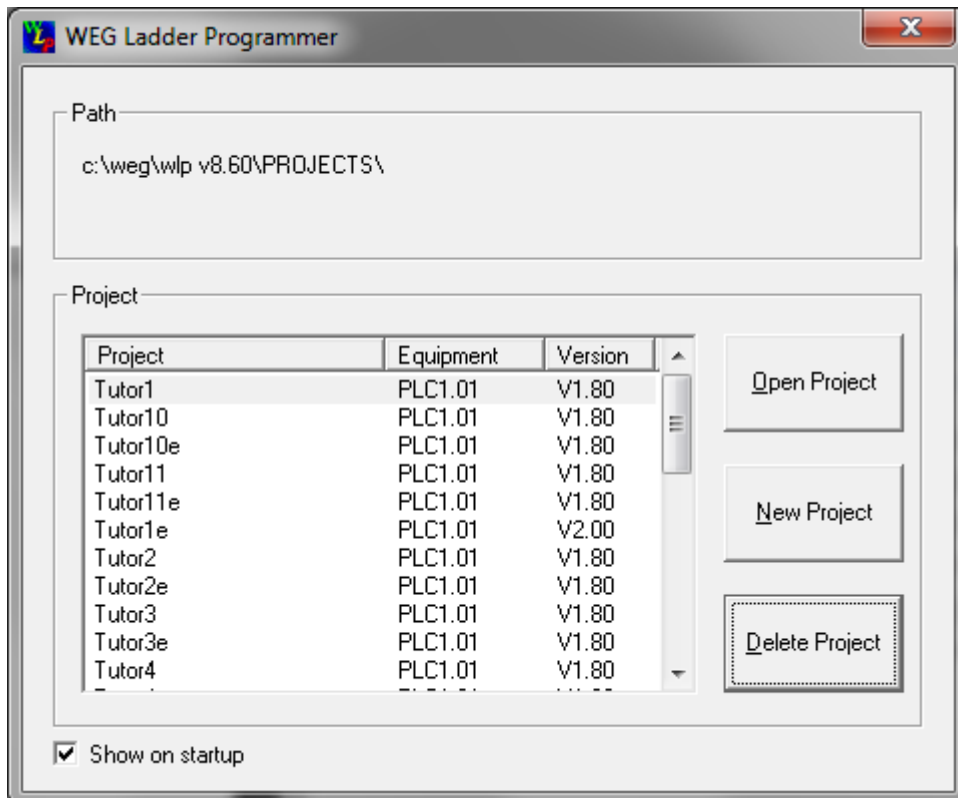 WEG Ladder Programmer
Path
c:\weg\wlp v8.60\PROJECTS\
Project
Project Equipment Version
Tutor1 PLC1.01 V1.80
Tutor10 PLC1.01 V1.80
Tutor10e PLC1.01 V1.80
Tutor11 PLC1.01 V1.80
Tutor11e PLC1.01 V1.80
Tutor1e PLC1.01 V2.00
Tutor2 PLC1.01 V1.80
Tutor2e PLC1.01 V1.80
Tutor3 PLC1.01 V1.80
Tutor3e PLC1.01 V1.80
Tutor4 PLC1.01 V1.80
Open Project
New Project
Delete Project
Show on startup